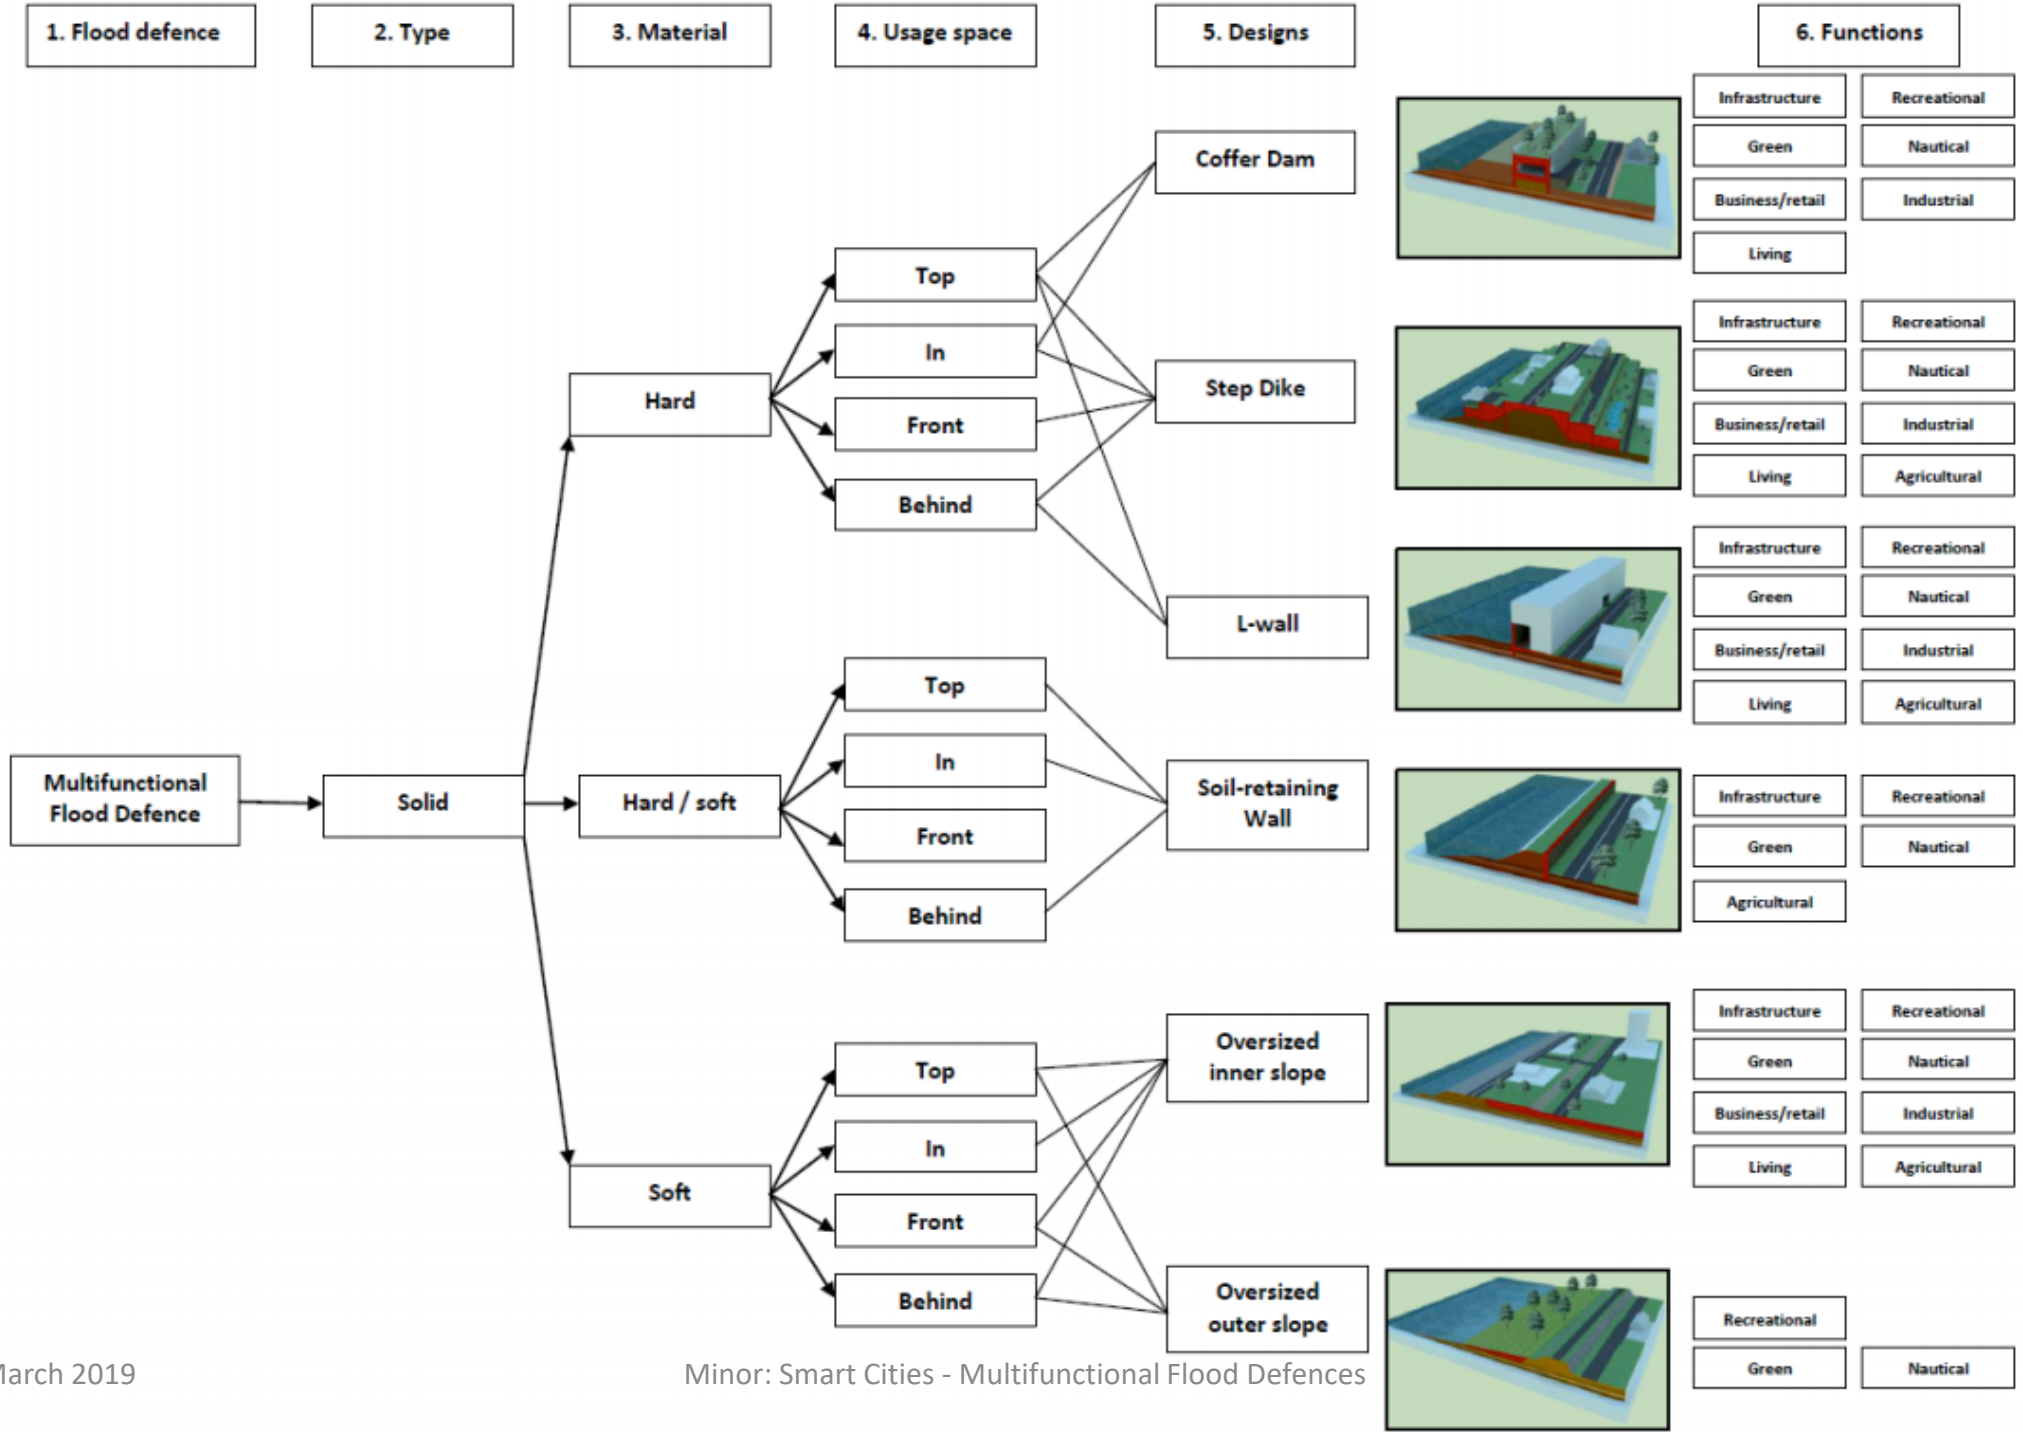 1. Flood defence
2. Type
3. Material
4. Usage space
5. Designs
6. Functions
Multifunctional
Flood Defence
Solid
Hard
Hard / soft
Soft
Top
In
Front
Behind
Top
In
Front
Behind
Top
In
Front
Behind
Coffer Dam
Step Dike
L-wall
Soil-retaining
Wall
Oversized
inner slope
Oversized
outer slope
Infrastructure Recreational
Green Nautical
Business/retail Industrial
Living
Infrastructure Recreational
Green Nautical
Business/retail Industrial
Living Agricultural
Infrastructure Recreational
Green Nautical
Business/retail Industrial
Living Agricultural
Infrastructure Recreational
Green Nautical
Agricultural
Infrastructure Recreational
Green Nautical
Business/retail Industrial
Living Agricultural
Recreational
Green Nautical
March 2019
Minor: Smart Cities - Multifunctional Flood Defences